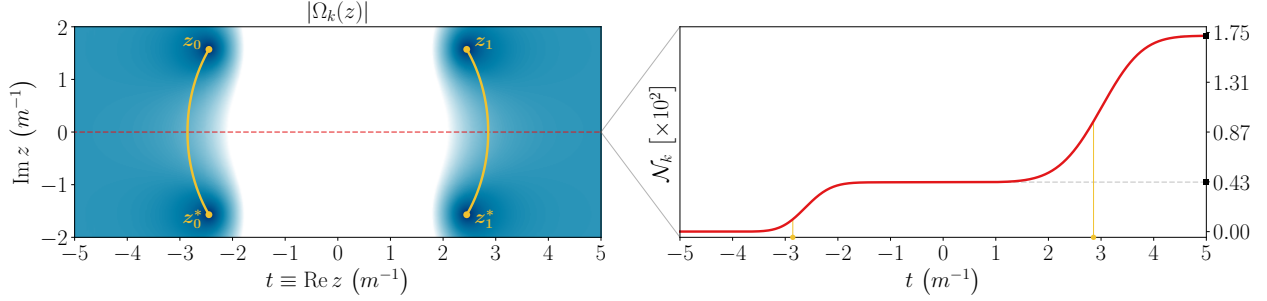 |Ω_k(z)|
Im z (m⁻¹)
2
1
0
−1
−2
z₀
z₁
z₀*
z₁*
−5 −4 −3 −2 −1 0 1 2 3 4 5
t ≡ Re z (m⁻¹)
𝒩_k [×10²]
1.75
1.31
0.87
0.43
0.00
−5 −4 −3 −2 −1 0 1 2 3 4 5
t (m⁻¹)